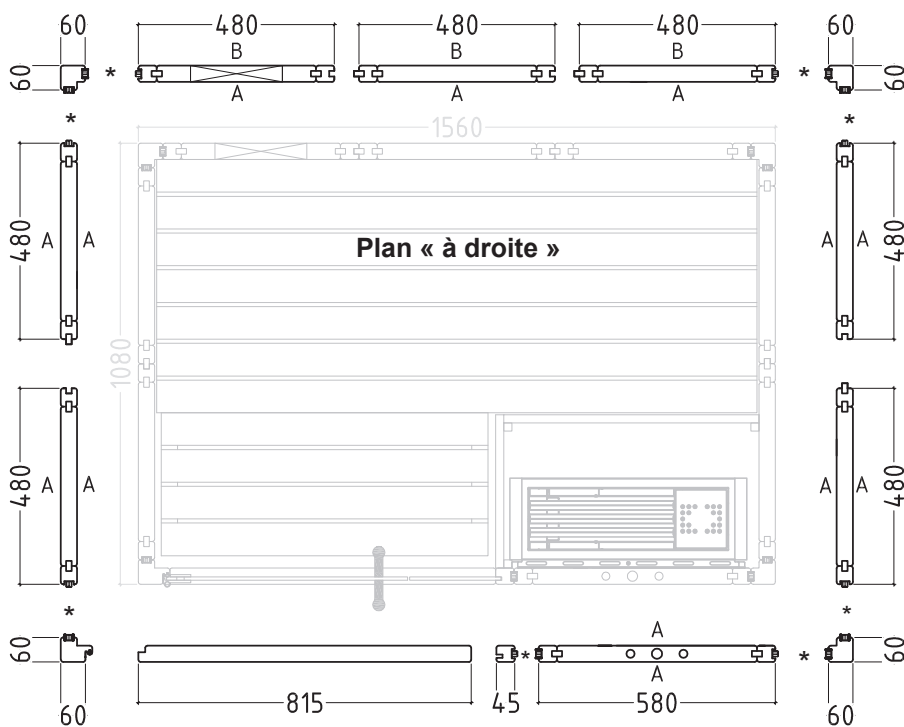 60 480 480 480 60
B B B
60 * * 60
A A A
* *
1560
480 A A A A 480
Plan « à droite »
1080
480 A A A A 480
* *
60 A 60
* *
A
60 815 45 580 60